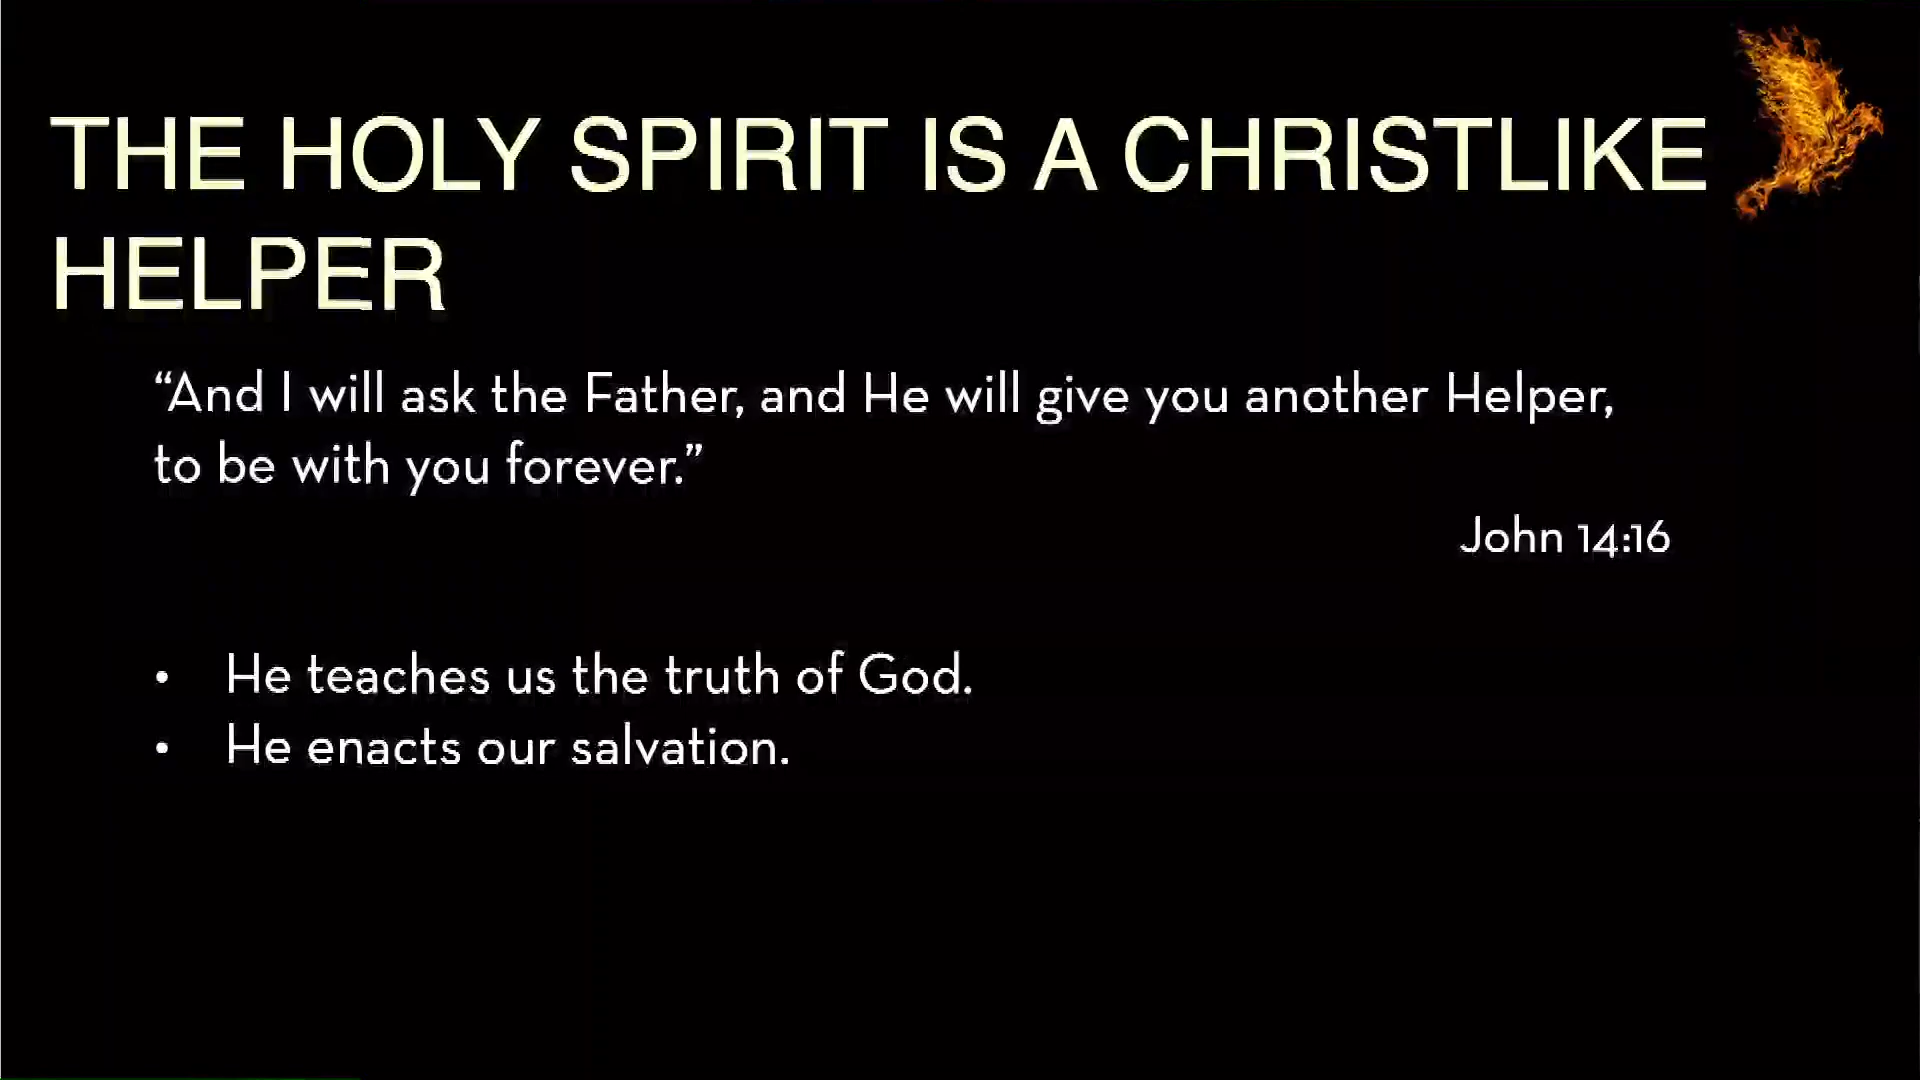 THE HOLY SPIRIT IS A CHRISTLIKE
HELPER
“And I will ask the Father, and He will give you another Helper,
to be with you forever.”
John 14:16
• He teaches us the truth of God.
• He enacts our salvation.